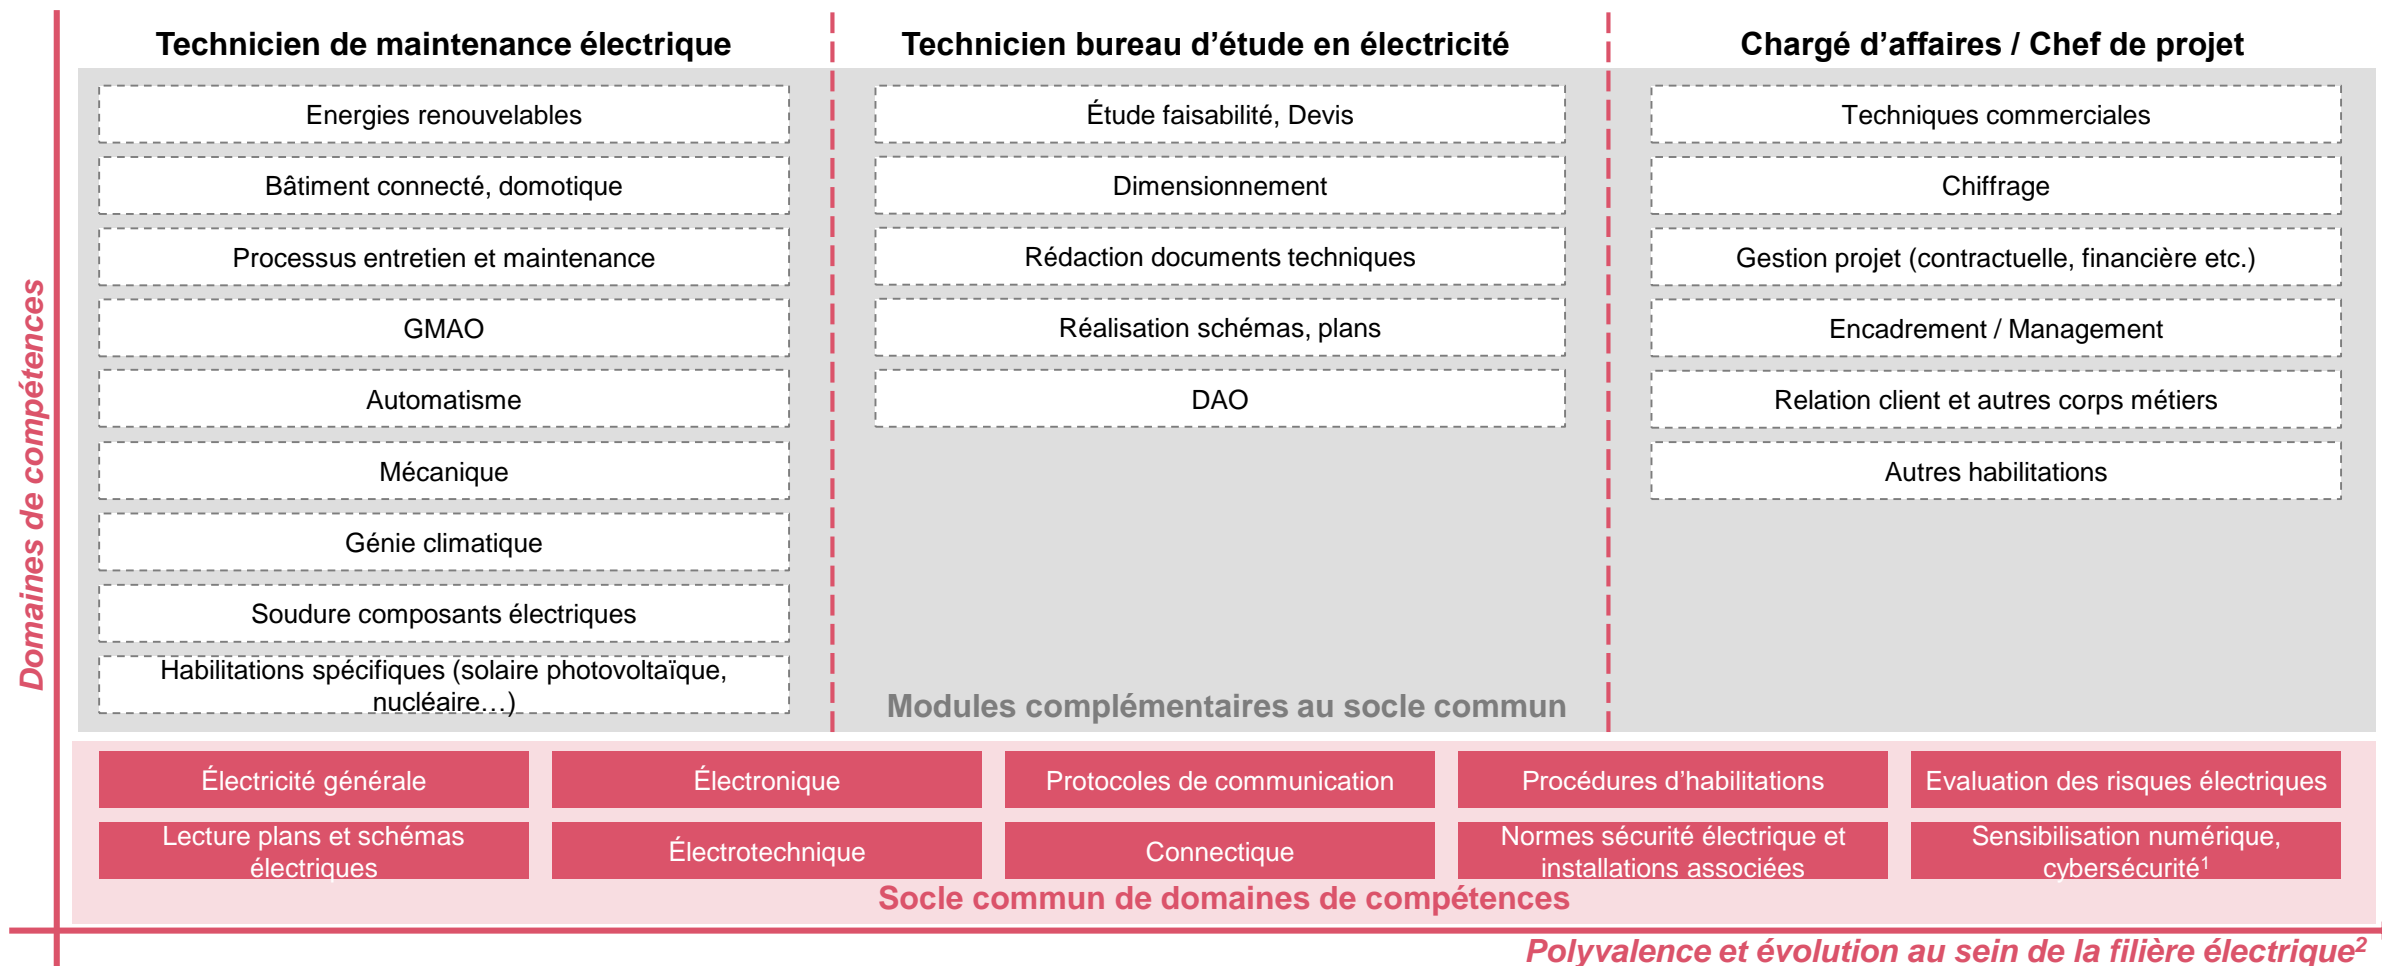 Technicien de maintenance électrique
Technicien bureau d'étude en électricité
Chargé d'affaires / Chef de projet
Domaines de compétences
Energies renouvelables
Bâtiment connecté, domotique
Processus entretien et maintenance
GMAO
Automatisme
Mécanique
Génie climatique
Soudure composants électriques
Habilitations spécifiques (solaire photovoltaïque,
nucléaire…)
Étude faisabilité, Devis
Dimensionnement
Rédaction documents techniques
Réalisation schémas, plans
DAO
Techniques commerciales
Chiffrage
Gestion projet (contractuelle, financière etc.)
Encadrement / Management
Relation client et autres corps métiers
Autres habilitations
Modules complémentaires au socle commun
Électricité générale
Électronique
Protocoles de communication
Procédures d'habilitations
Evaluation des risques électriques
Lecture plans et schémas
électriques
Électrotechnique
Connectique
Normes sécurité électrique et
installations associées
Sensibilisation numérique,
cybersécurité¹
Socle commun de domaines de compétences
Polyvalence et évolution au sein de la filière électrique²